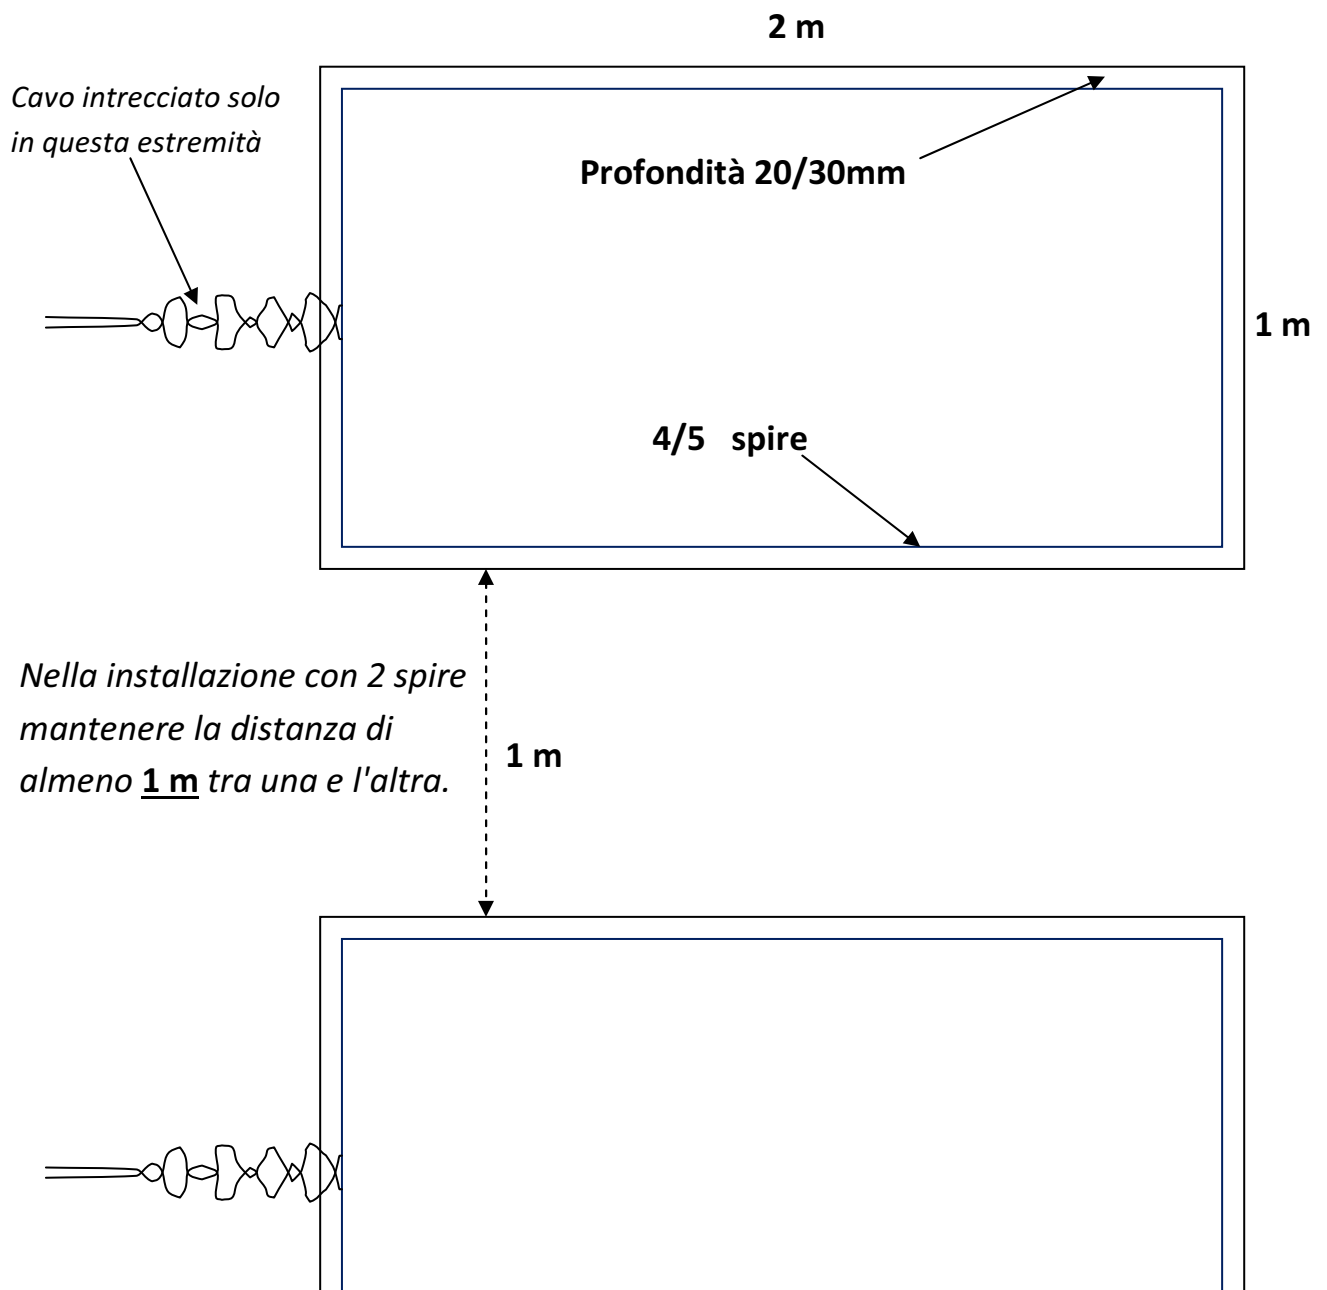 2 m
Cavo intrecciato solo
in questa estremità
Profondità 20/30mm
1 m
4/5 spire
Nella installazione con 2 spire
mantenere la distanza di
almeno 1 m tra una e l'altra.
1 m